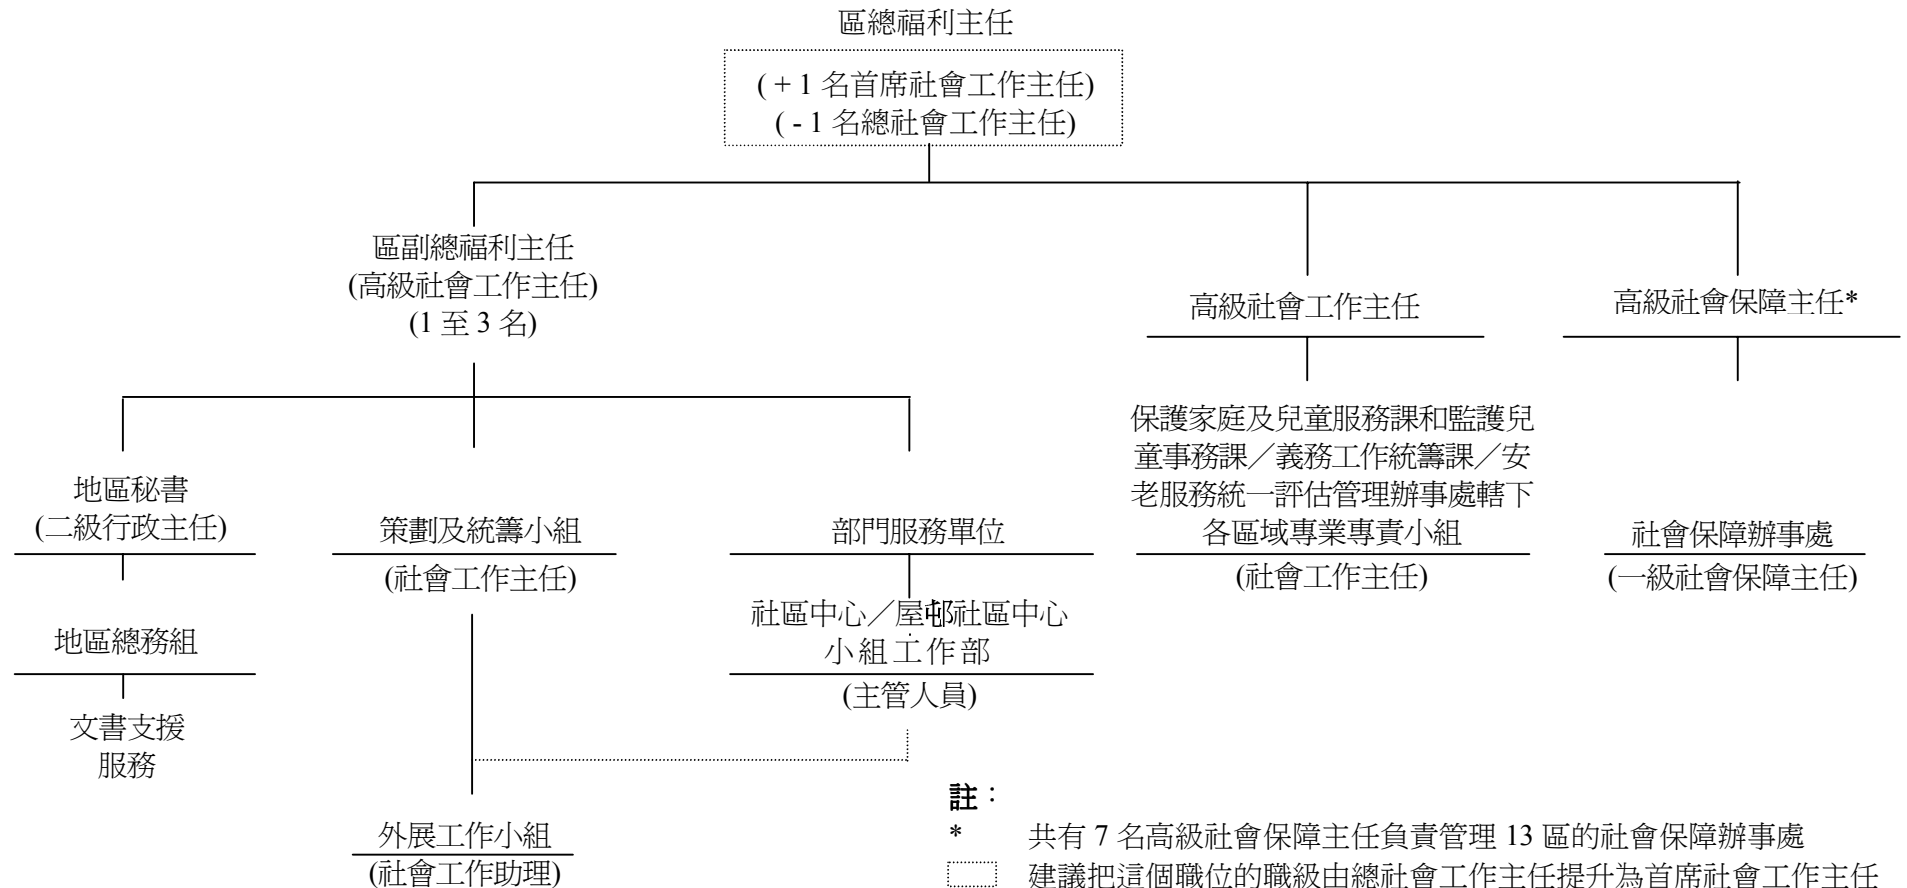 區總福利主任
( + 1 名首席社會工作主任)
( - 1 名總社會工作主任)
區副總福利主任
(高級社會工作主任)
(1 至 3 名)
高級社會工作主任
高級社會保障主任*
地區秘書
(二級行政主任)
地區總務組
文書支援
服務
策劃及統籌小組
(社會工作主任)
外展工作小組
(社會工作助理)
部門服務單位
社區中心／屋邨社區中心
小組工作部
(主管人員)
保護家庭及兒童服務課和監護兒
童事務課／義務工作統籌課／安
老服務統一評估管理辦事處轄下
各區域專業專責小組
(社會工作主任)
社會保障辦事處
(一級社會保障主任)
註：
* 共有 7 名高級社會保障主任負責管理 13 區的社會保障辦事處
建議把這個職位的職級由總社會工作主任提升為首席社會工作主任